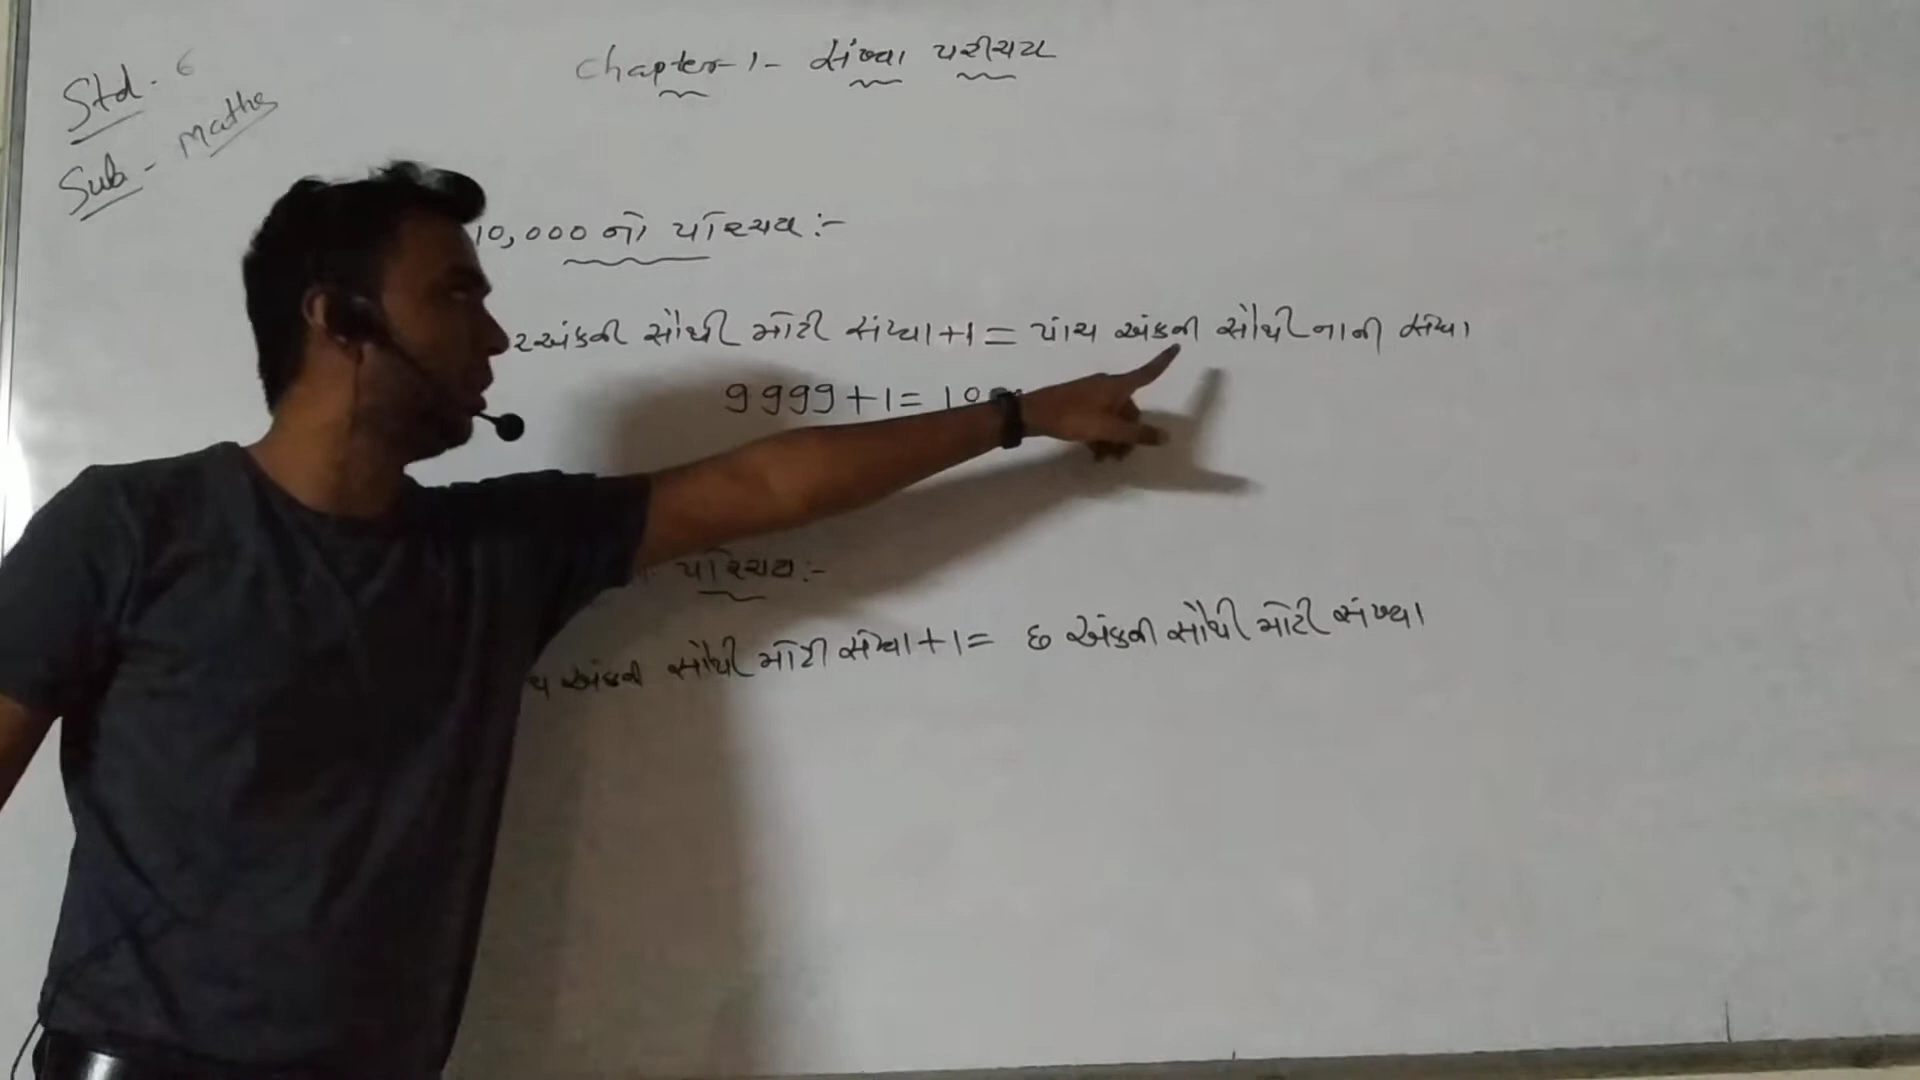 Std. 6
Sub - Maths
Chapter-1- સંખ્યા પરીચય
10,000 નો પરિચય :-
ર અંકની સૌથી મોટી સંખ્યા +1 = પાંચ અંકની સૌથી નાની સંખ્યા
9999+1= 10
પરિચય :-
ચ અંકની સૌથી મોટી સંખ્યા +1 = છ અંકની સૌથી મોટી સંખ્યા